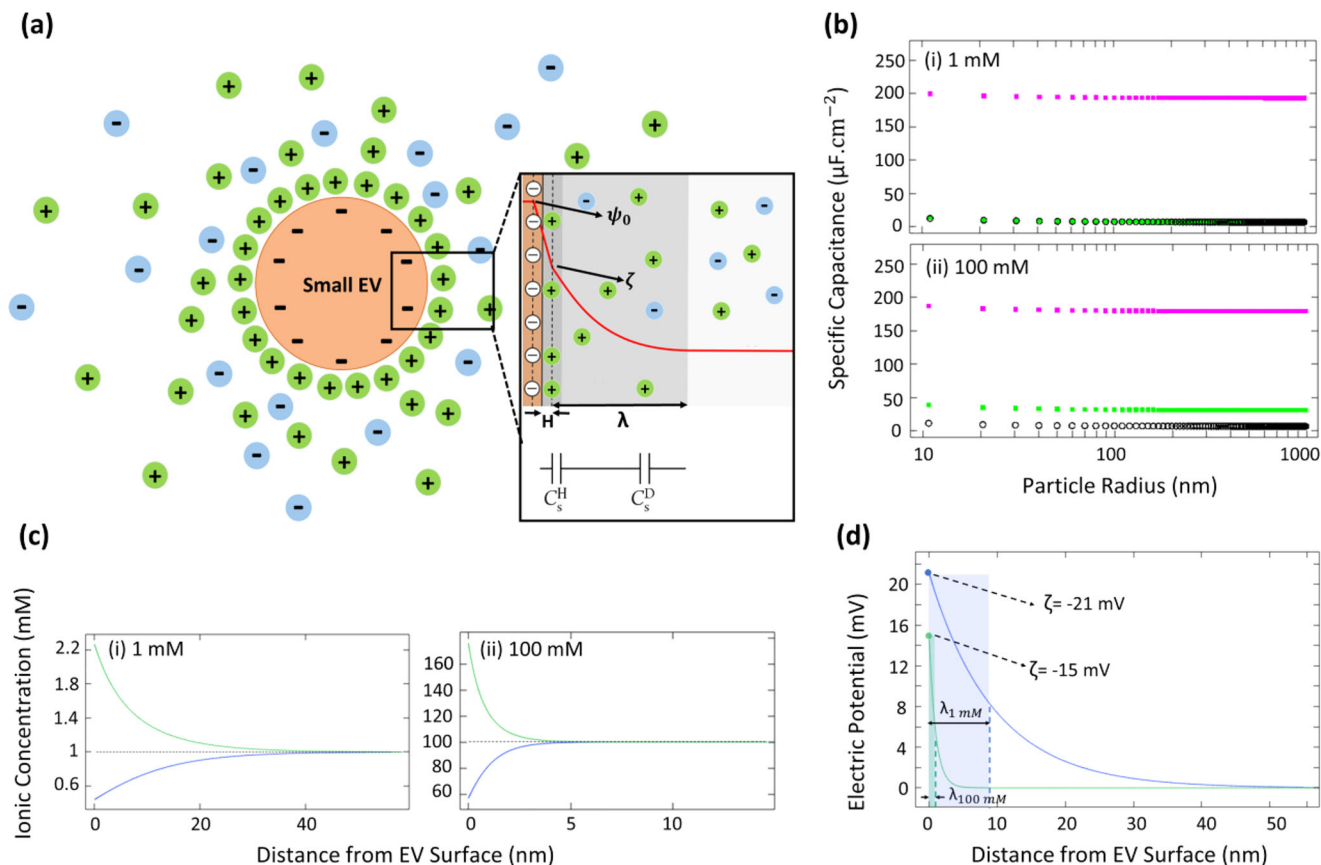 (a)
Small EV
ψ₀
ζ
H
λ
C_s^H
C_s^D
(b)
Specific Capacitance (μF.cm⁻²)
(i) 1 mM
250
200
150
100
50
0
(ii) 100 mM
250
200
150
100
50
0
10
100
1000
Particle Radius (nm)
(c)
Ionic Concentration (mM)
(i) 1 mM
2.2
1.8
1.4
1
0.6
0
20
40
(ii) 100 mM
160
140
120
100
80
60
0
5
10
Distance from EV Surface (nm)
(d)
Electric Potential (mV)
20
16
12
8
4
0
ζ= -21 mV
ζ= -15 mV
λ₁ mM
λ₁₀₀ mM
0
10
20
30
40
50
Distance from EV Surface (nm)